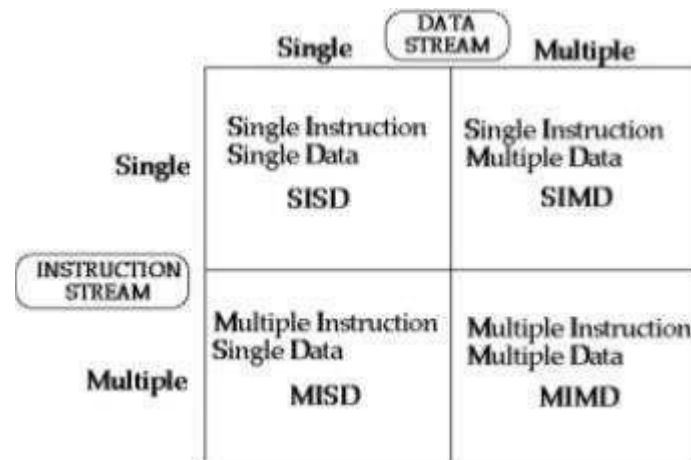 DATA
STREAM
Single
Multiple
Single
Single Instruction
Single Data
SISD
Single Instruction
Multiple Data
SIMD
INSTRUCTION
STREAM
Multiple
Multiple Instruction
Single Data
MISD
Multiple Instruction
Multiple Data
MIMD